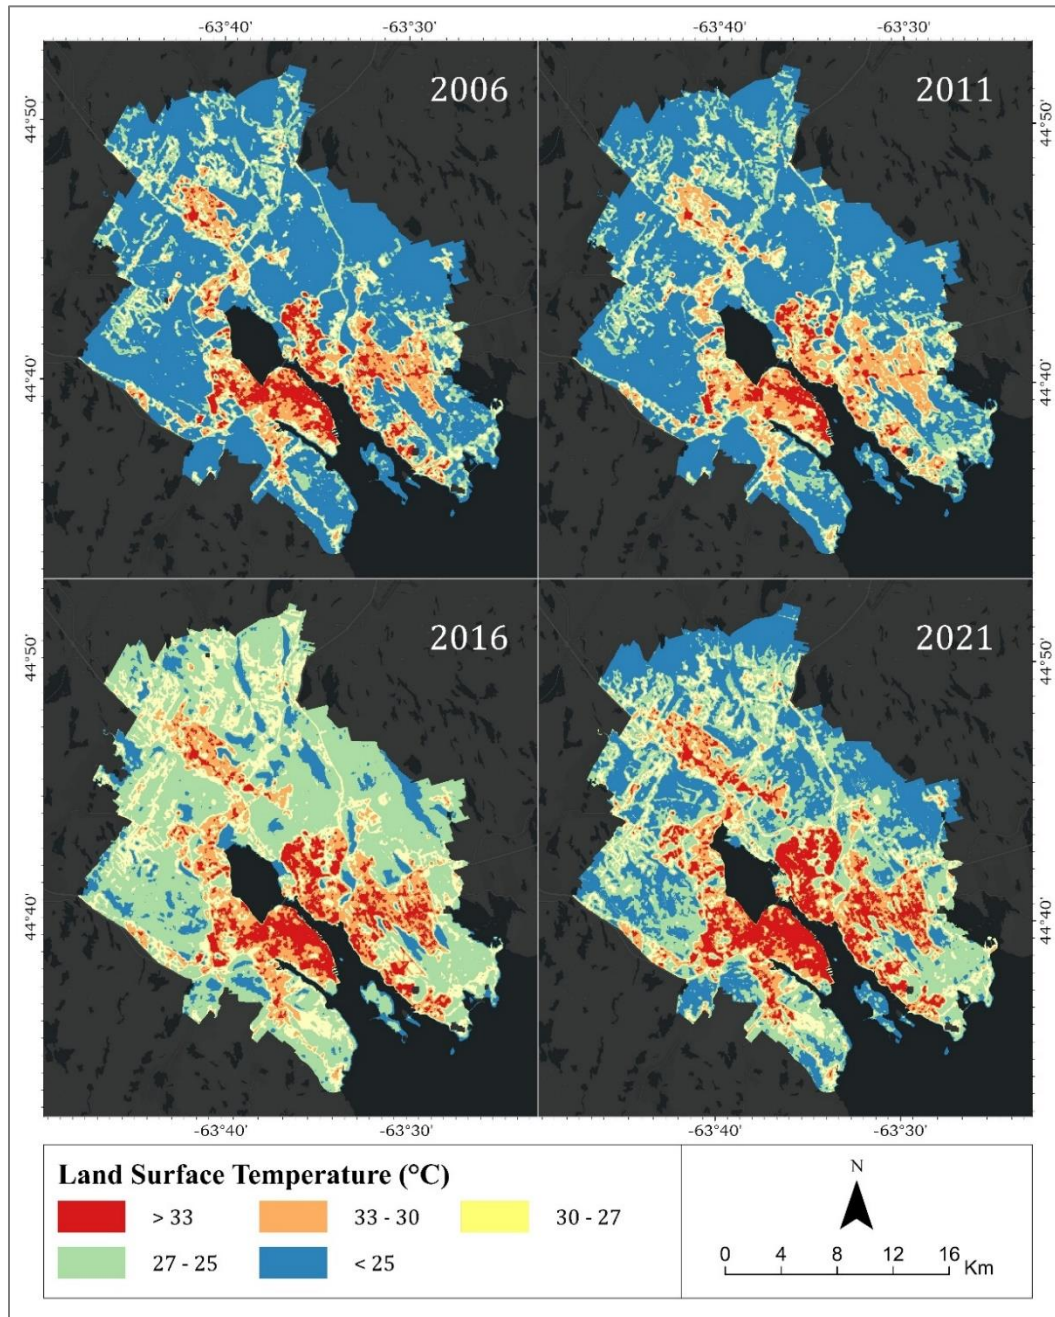 -63°40' -63°30' -63°40' -63°30'
44°50' 2006 2011 44°50'
44°40' 44°40'
44°50' 2016 2021 44°50'
44°40' 44°40'
-63°40' -63°30' -63°40' -63°30'
Land Surface Temperature (°C)
> 33 33 - 30 30 - 27
27 - 25 < 25
N
0 4 8 12 16
Km